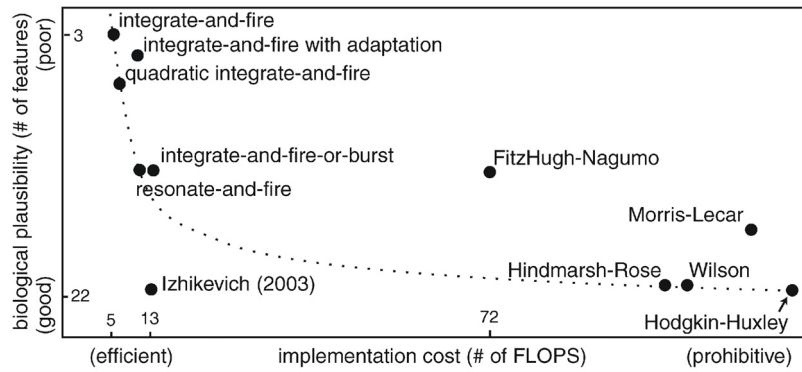 integrate-and-fire
3
integrate-and-fire with adaptation
quadratic integrate-and-fire
integrate-and-fire-or-burst
FitzHugh-Nagumo
resonate-and-fire
Morris-Lecar
Hindmarsh-Rose
Wilson
Izhikevich (2003)
22
Hodgkin-Huxley
biological plausibility (# of features)
(good)
(poor)
5
13
72
(efficient)
implementation cost (# of FLOPS)
(prohibitive)